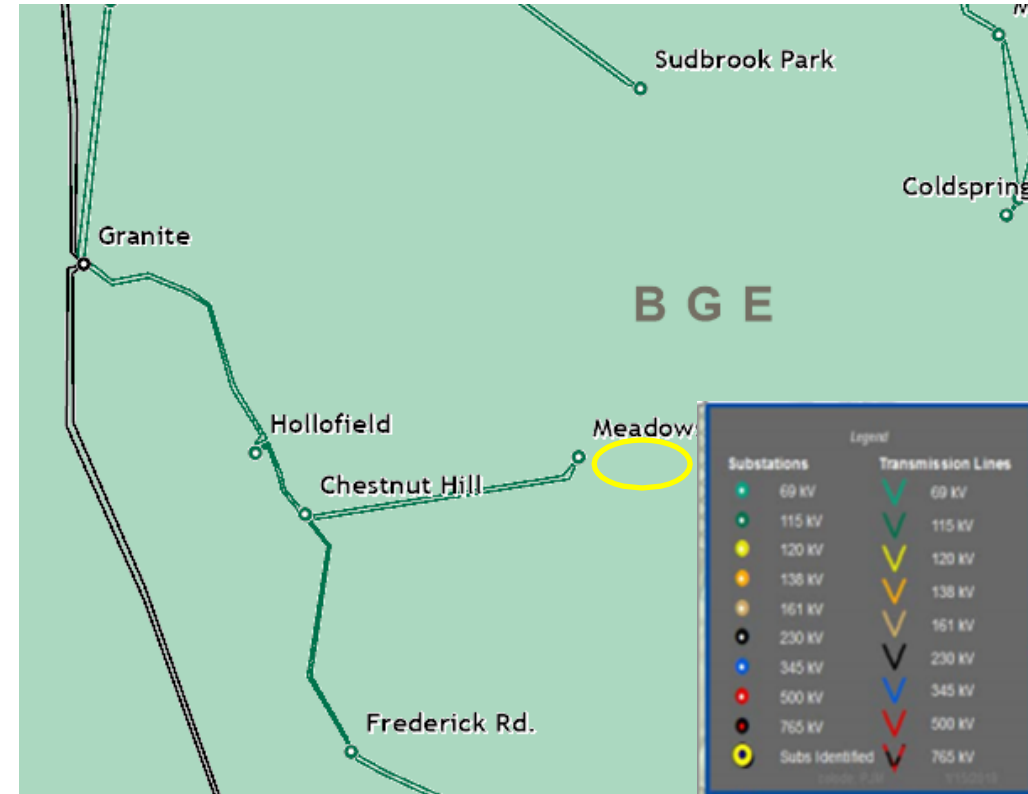 M
Sudbrook Park
Coldspring
Granite
B G E
Hollofield
Meadow
Chestnut Hill
Frederick Rd.
Legend
Substations Transmission Lines
69 kV 69 kV
115 kV 115 kV
120 kV 120 kV
138 kV 138 kV
161 kV 161 kV
230 kV 230 kV
345 kV 345 kV
500 kV 500 kV
765 kV 765 kV
Subs Identified